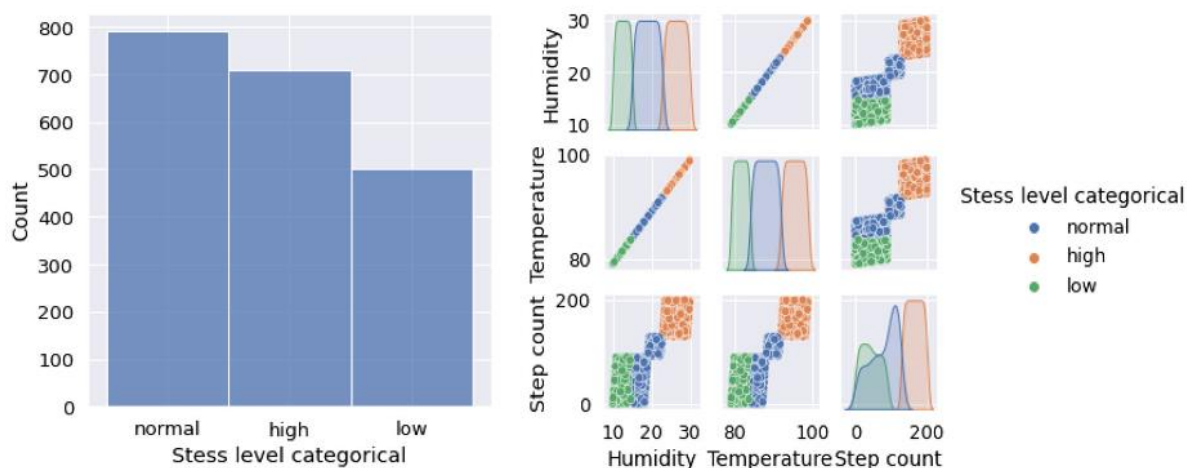 800
700
600
500
400
300
200
100
0
Count
normal high low
Stess level categorical
30
20
10
Humidity
100
80
Temperature
200
0
Step count
10 20 30 80 100 0 200
Humidity Temperature Step count
Stess level categorical
normal
high
low